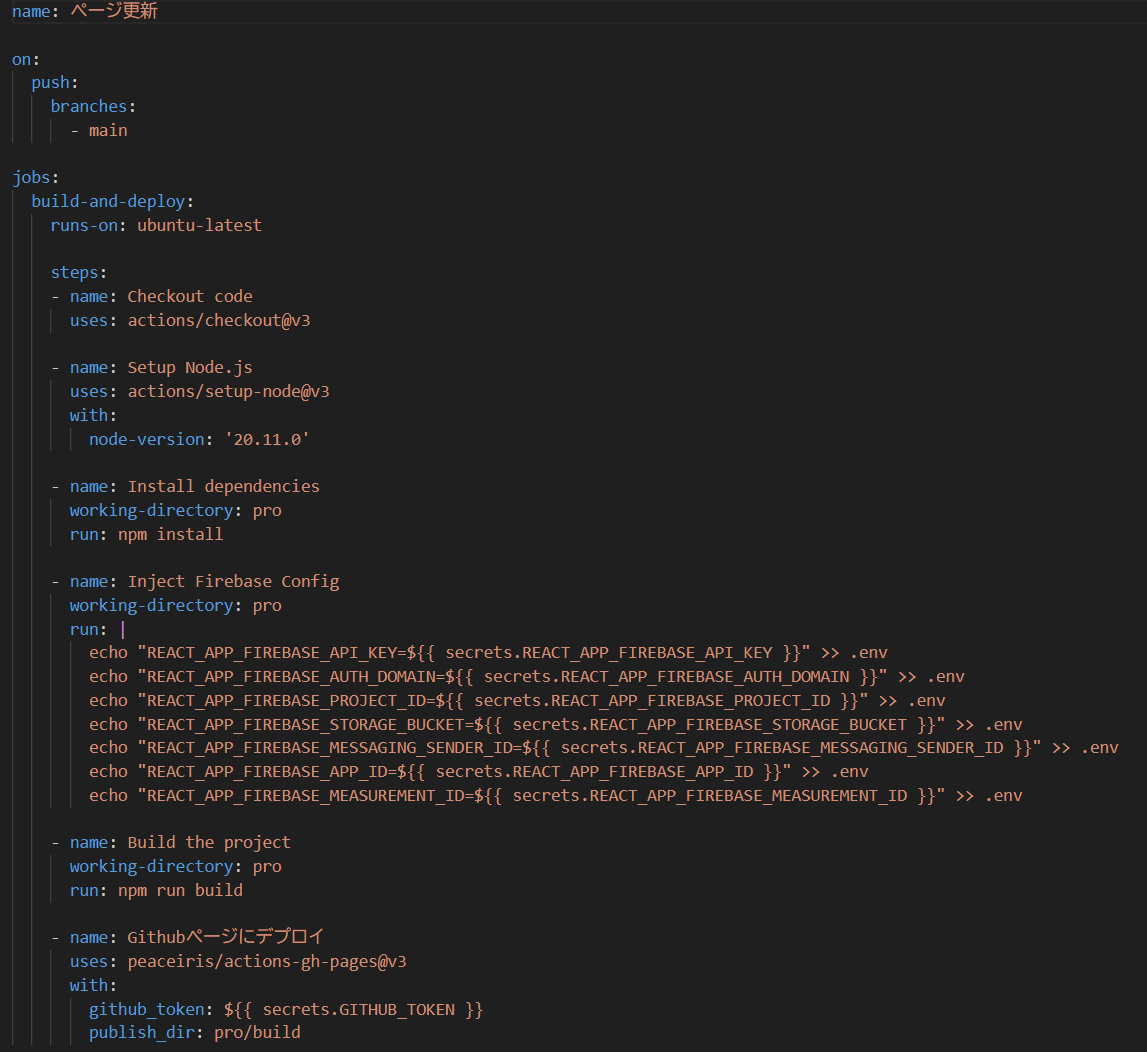 name: ページ更新
on:
push:
branches:
- main
jobs:
build-and-deploy:
runs-on: ubuntu-latest
steps:
- name: Checkout code
uses: actions/checkout@v3
- name: Setup Node.js
uses: actions/setup-node@v3
with:
node-version: '20.11.0'
- name: Install dependencies
working-directory: pro
run: npm install
- name: Inject Firebase Config
working-directory: pro
run: |
echo "REACT_APP_FIREBASE_API_KEY=${{ secrets.REACT_APP_FIREBASE_API_KEY }}" >> .env
echo "REACT_APP_FIREBASE_AUTH_DOMAIN=${{ secrets.REACT_APP_FIREBASE_AUTH_DOMAIN }}" >> .env
echo "REACT_APP_FIREBASE_PROJECT_ID=${{ secrets.REACT_APP_FIREBASE_PROJECT_ID }}" >> .env
echo "REACT_APP_FIREBASE_STORAGE_BUCKET=${{ secrets.REACT_APP_FIREBASE_STORAGE_BUCKET }}" >> .env
echo "REACT_APP_FIREBASE_MESSAGING_SENDER_ID=${{ secrets.REACT_APP_FIREBASE_MESSAGING_SENDER_ID }}" >> .env
echo "REACT_APP_FIREBASE_APP_ID=${{ secrets.REACT_APP_FIREBASE_APP_ID }}" >> .env
echo "REACT_APP_FIREBASE_MEASUREMENT_ID=${{ secrets.REACT_APP_FIREBASE_MEASUREMENT_ID }}" >> .env
- name: Build the project
working-directory: pro
run: npm run build
- name: Githubページにデプロイ
uses: peaceiris/actions-gh-pages@v3
with:
github_token: ${{ secrets.GITHUB_TOKEN }}
publish_dir: pro/build